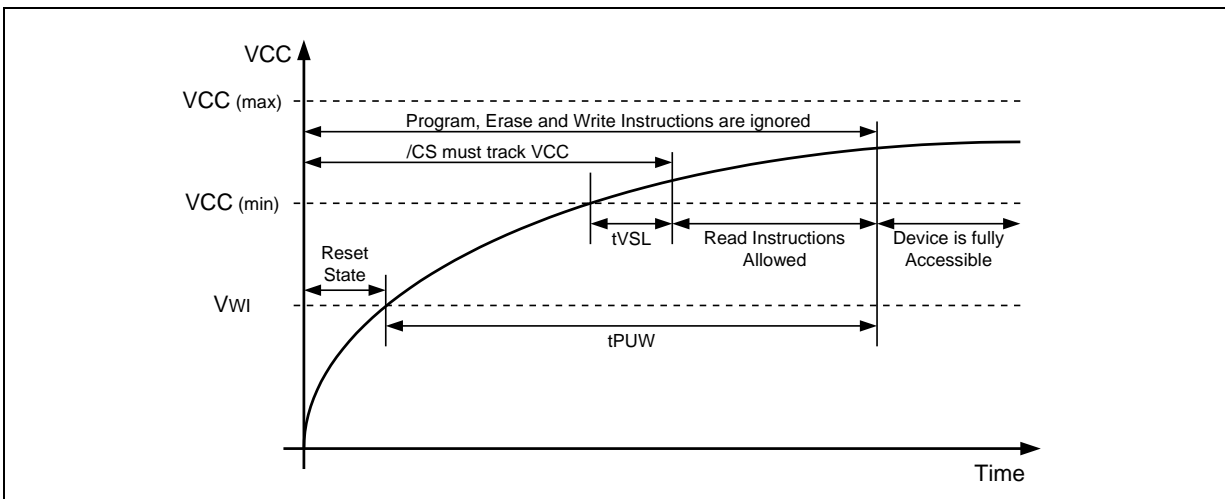 VCC
VCC (max)
Program, Erase and Write Instructions are ignored
/CS must track VCC
VCC (min)
tVSL
Read Instructions
Allowed
Device is fully
Accessible
Reset
State
VWI
tPUW
Time